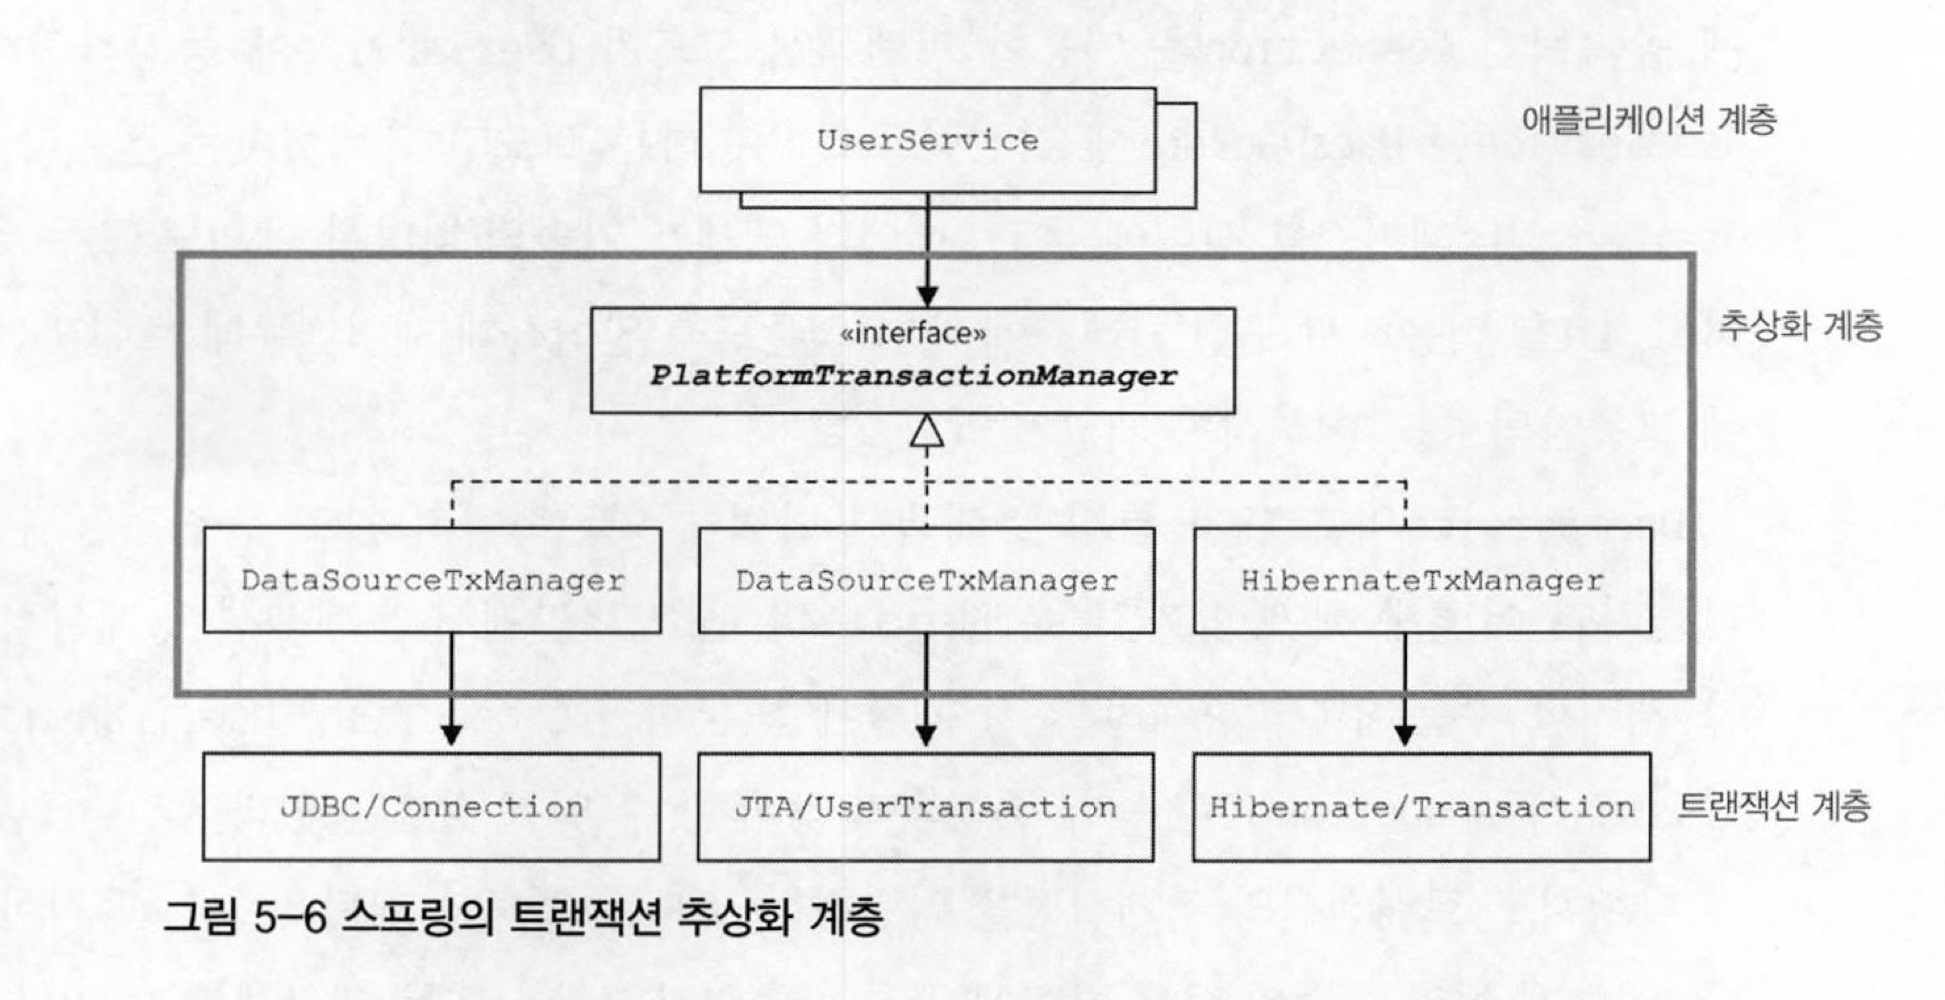 UserService
애플리케이션 계층
«interface»
PlatformTransactionManager
추상화 계층
DataSourceTxManager
DataSourceTxManager
HibernateTxManager
JDBC/Connection
JTA/UserTransaction
Hibernate/Transaction
트랜잭션 계층
그림 5–6 스프링의 트랜잭션 추상화 계층